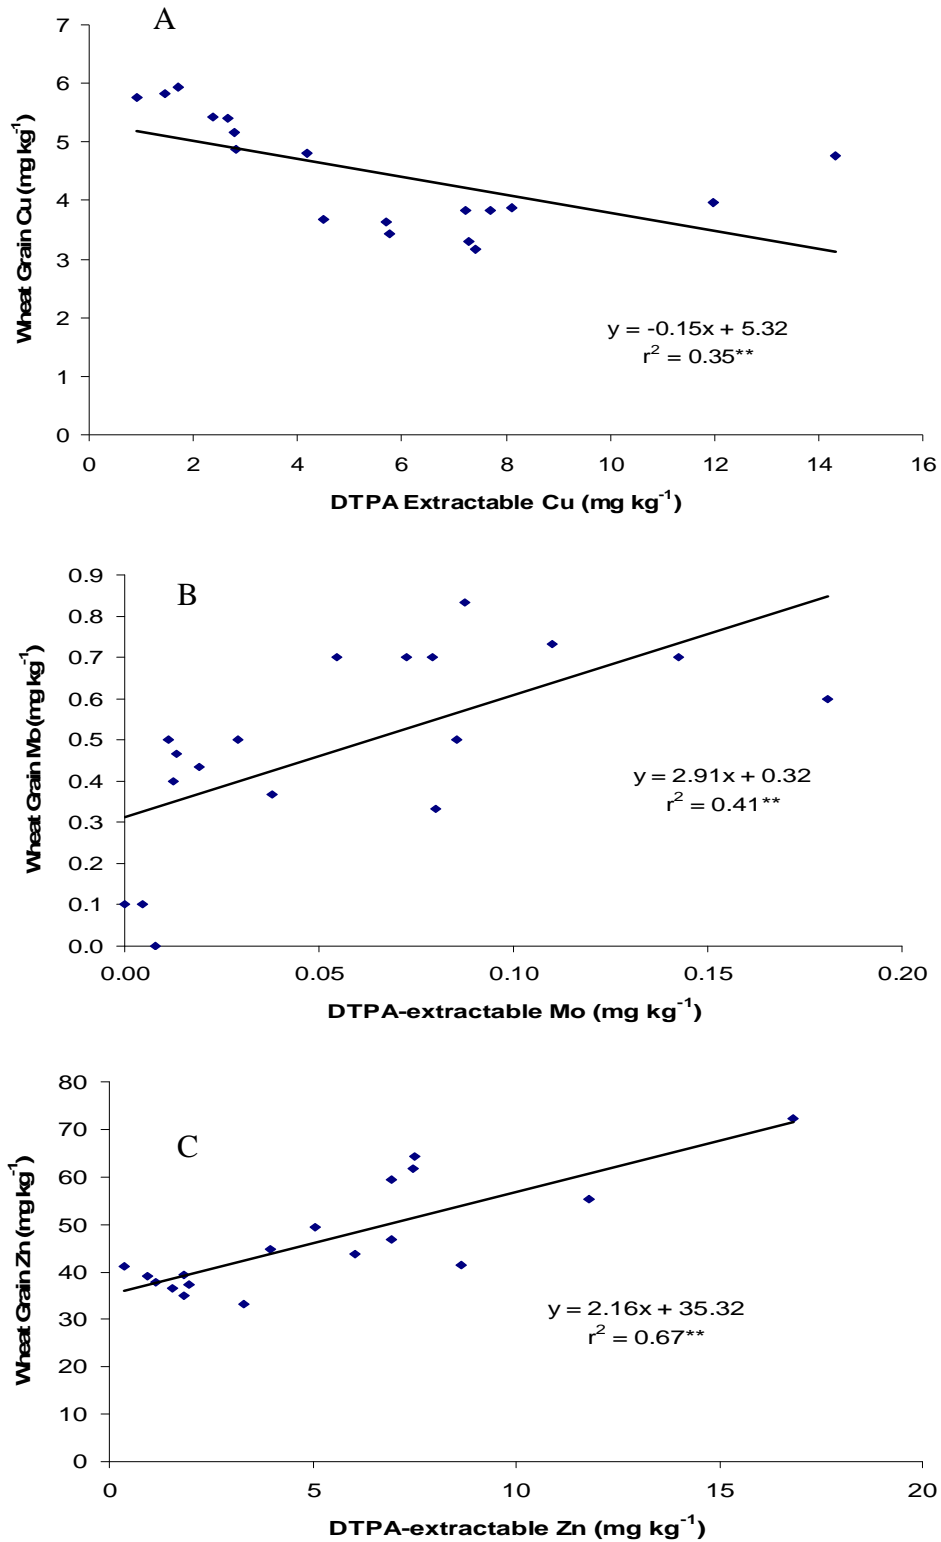 A
7
6
5
4
3
2
1
0
Wheat Grain Cu (mg kg⁻¹)
y = -0.15x + 5.32
r² = 0.35**
0 2 4 6 8 10 12 14 16
DTPA Extractable Cu (mg kg⁻¹)
B
0.9
0.8
0.7
0.6
0.5
0.4
0.3
0.2
0.1
0.0
Wheat Grain Mo (mg kg⁻¹)
y = 2.91x + 0.32
r² = 0.41**
0.00 0.05 0.10 0.15 0.20
DTPA-extractable Mo (mg kg⁻¹)
C
80
70
60
50
40
30
20
10
0
Wheat Grain Zn (mg kg⁻¹)
y = 2.16x + 35.32
r² = 0.67**
0 5 10 15 20
DTPA-extractable Zn (mg kg⁻¹)